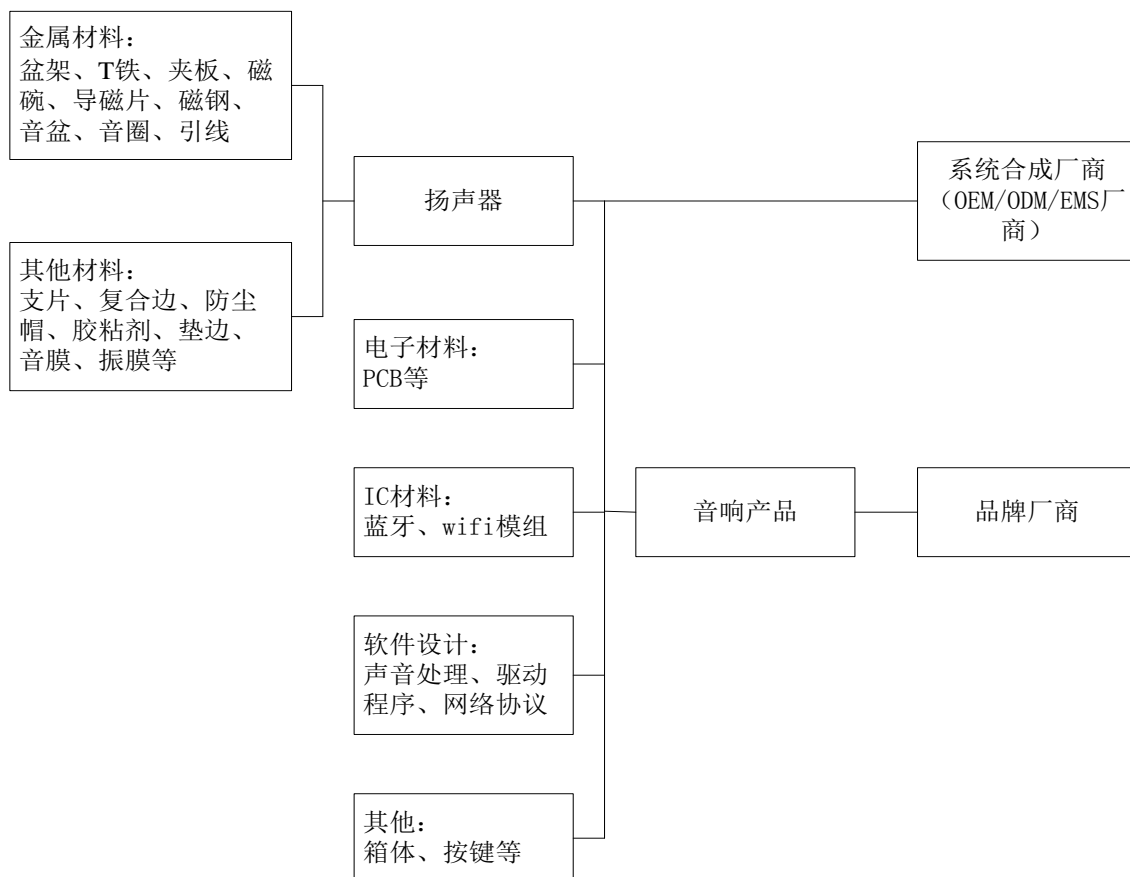 金属材料：
盆架、T铁、夹板、磁
碗、导磁片、磁钢、
音盆、音圈、引线
扬声器
系统合成厂商
（OEM/ODM/EMS厂
商）
其他材料：
支片、复合边、防尘
帽、胶粘剂、垫边、
音膜、振膜等
电子材料：
PCB等
IC材料：
蓝牙、wifi模组
音响产品
品牌厂商
软件设计：
声音处理、驱动
程序、网络协议
其他：
箱体、按键等